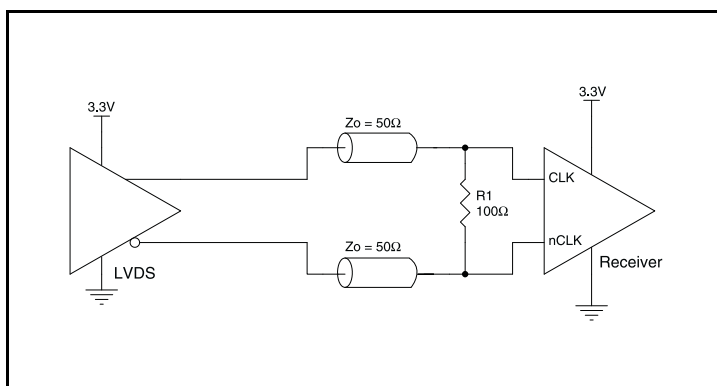 3.3V
3.3V
Zo = 50Ω
CLK
R1
100Ω
nCLK
Zo = 50Ω
Receiver
LVDS